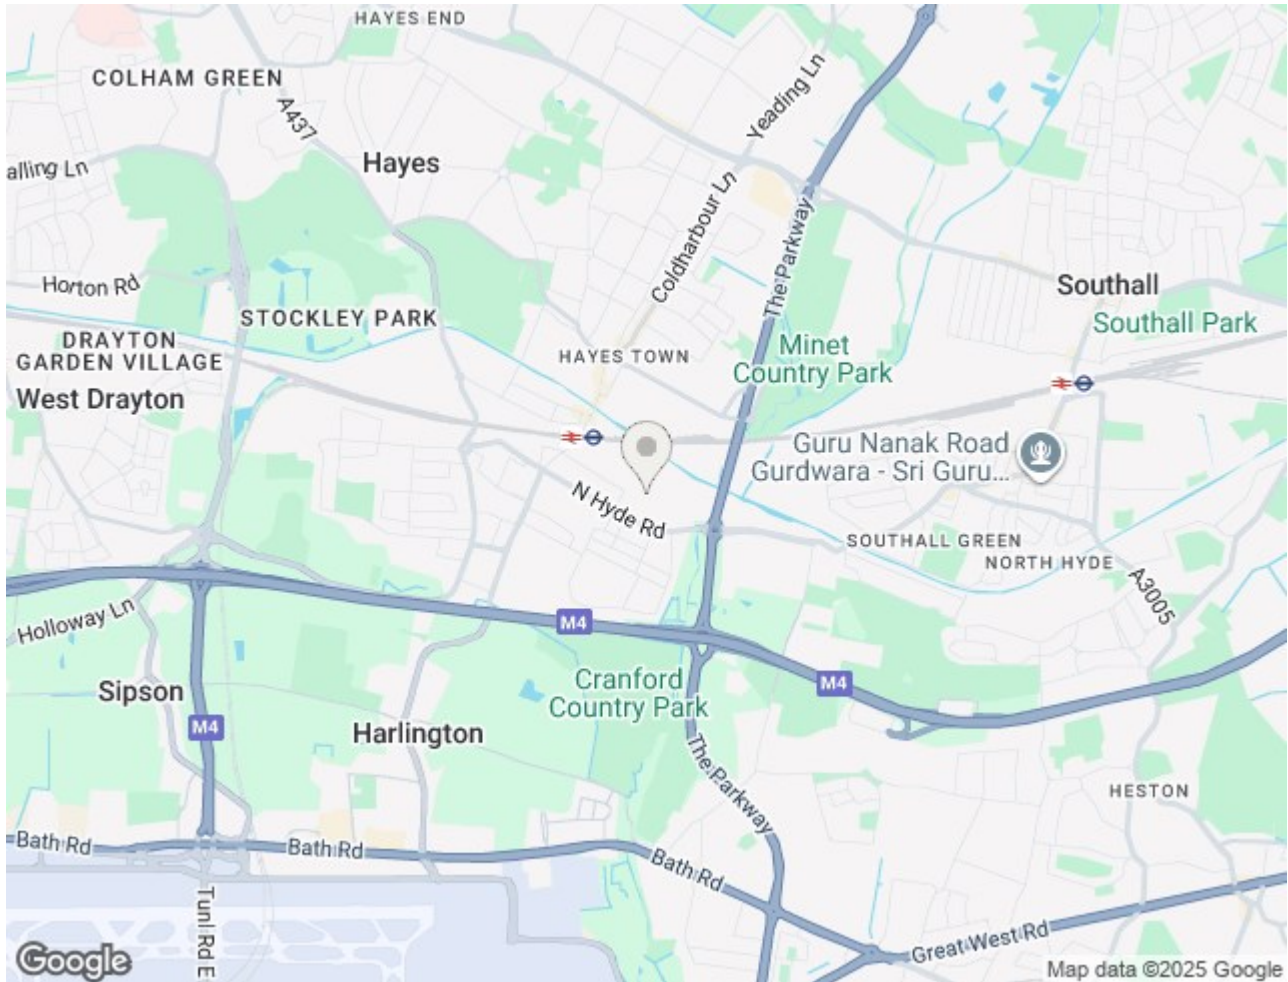 HAYES END
COLHAM GREEN
A437
Yeading Ln
Hayes
alling Ln
Coldharbour Ln
The Parkway
Horton Rd
Southall
STOCKLEY PARK
Southall Park
DRAYTON
GARDEN VILLAGE
HAYES TOWN
Minet
Country Park
West Drayton
Guru Nanak Road
Gurdwara - Sri Guru...
N Hyde Rd
SOUTHALL GREEN
NORTH HYDE
A3005
Holloway Ln
M4
Sipson
Cranford
Country Park
M4
M4
Harlington
The Parkway
HESTON
Bath Rd
Bath Rd
Bath Rd
Tunl Rd E
Great West Rd
Google
Map data ©2025 Google